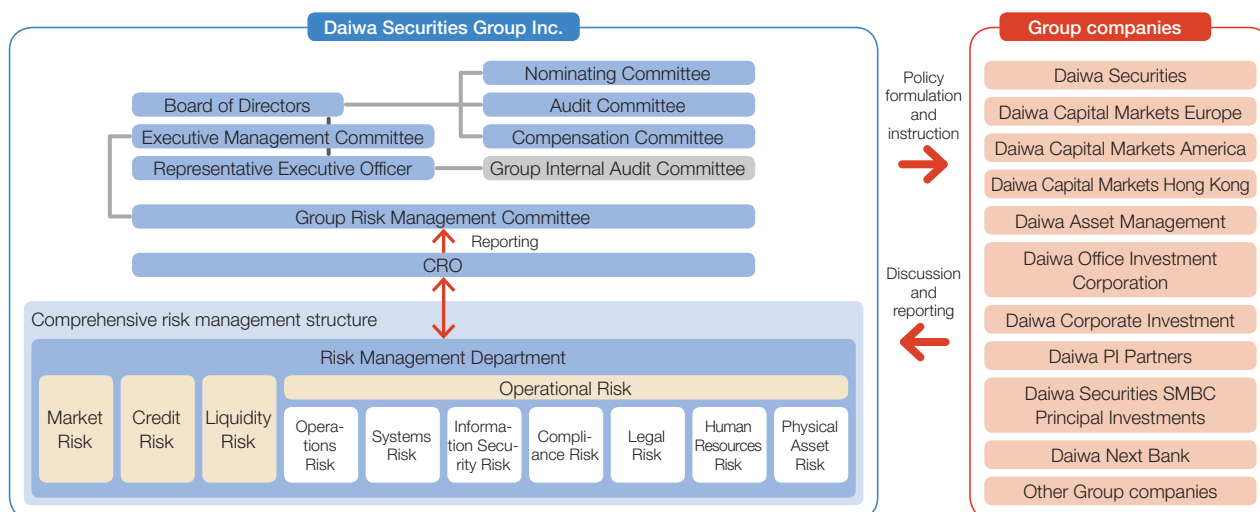 Daiwa Securities Group Inc.
Nominating Committee
Board of Directors
Audit Committee
Executive Management Committee
Compensation Committee
Representative Executive Officer
Group Internal Audit Committee
Group Risk Management Committee
Reporting
CRO
Comprehensive risk management structure
Risk Management Department
Market
Risk
Credit
Risk
Liquidity
Risk
Operational Risk
Opera-
tions
Risk
Systems
Risk
Informa-
tion Secu-
rity Risk
Compli-
ance Risk
Legal
Risk
Human
Resources
Risk
Physical
Asset
Risk
Policy
formulation
and
instruction
Discussion
and
reporting
Group companies
Daiwa Securities
Daiwa Capital Markets Europe
Daiwa Capital Markets America
Daiwa Capital Markets Hong Kong
Daiwa Asset Management
Daiwa Office Investment
Corporation
Daiwa Corporate Investment
Daiwa PI Partners
Daiwa Securities SMBC
Principal Investments
Daiwa Next Bank
Other Group companies